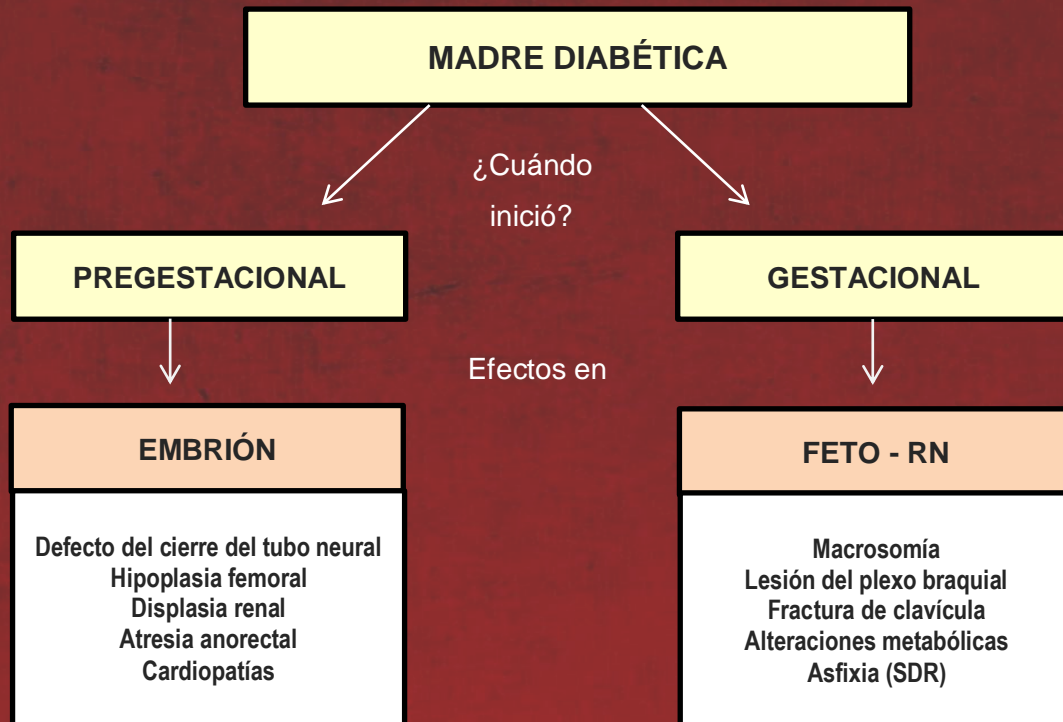 MADRE DIABÉTICA
¿Cuándo
inició?
PREGESTACIONAL
GESTACIONAL
Efectos en
EMBRIÓN
Defecto del cierre del tubo neural
Hipoplasia femoral
Displasia renal
Atresia anorectal
Cardiopatías
FETO - RN
Macrosomía
Lesión del plexo braquial
Fractura de clavícula
Alteraciones metabólicas
Asfixia (SDR)